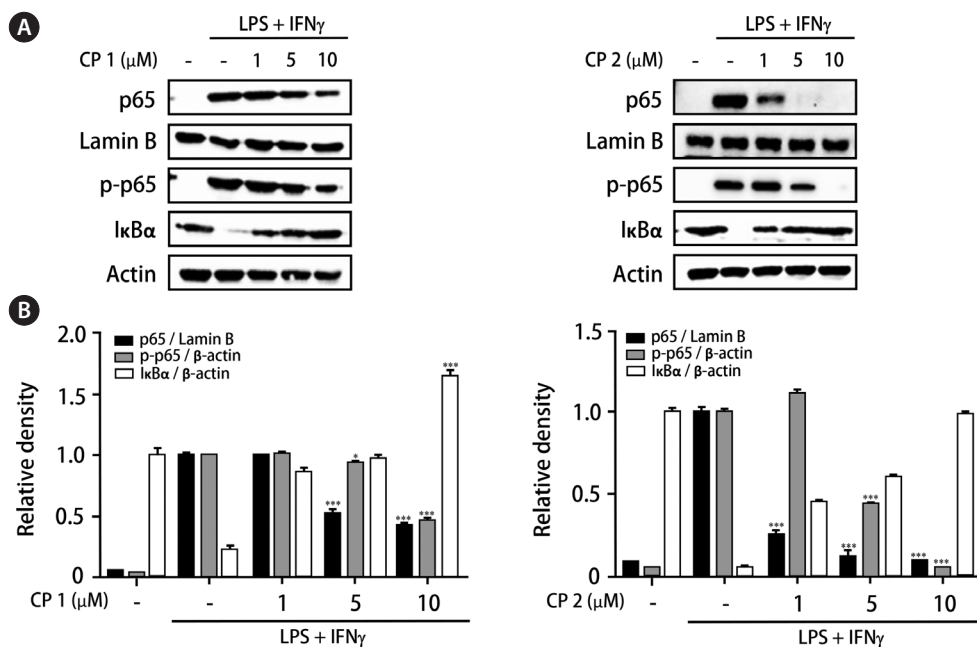 A
LPS + IFNγ
CP 1 (μM) - - 1 5 10
p65
Lamin B
p-p65
IκBα
Actin
LPS + IFNγ
CP 2 (μM) - - 1 5 10
p65
Lamin B
p-p65
IκBα
Actin
B
2.0
1.5
1.0
0.5
0
Relative density
p65 / Lamin B
p-p65 / β-actin
IκBα / β-actin
***
*
*** ***
***
CP 1 (μM) - - 1 5 10
LPS + IFNγ
1.5
1.0
0.5
0
Relative density
p65 / Lamin B
p-p65 / β-actin
IκBα / β-actin
***
***
***
***
***
CP 2 (μM) - - 1 5 10
LPS + IFNγ